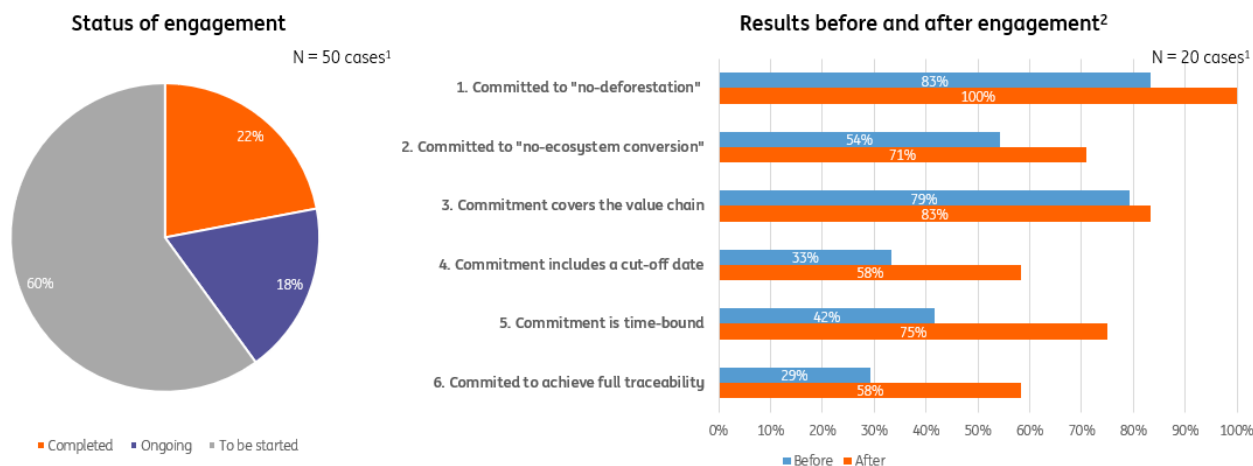 Status of engagement
N = 50 cases¹
22%
18%
60%
Completed Ongoing To be started
Results before and after engagement²
N = 20 cases¹
1. Committed to "no-deforestation"
83%
100%
2. Committed to "no-ecosystem conversion"
54%
71%
3. Commitment covers the value chain
79%
83%
4. Commitment includes a cut-off date
33%
58%
5. Commitment is time-bound
42%
75%
6. Commited to achieve full traceability
29%
58%
0% 10% 20% 30% 40% 50% 60% 70% 80% 90% 100%
Before After